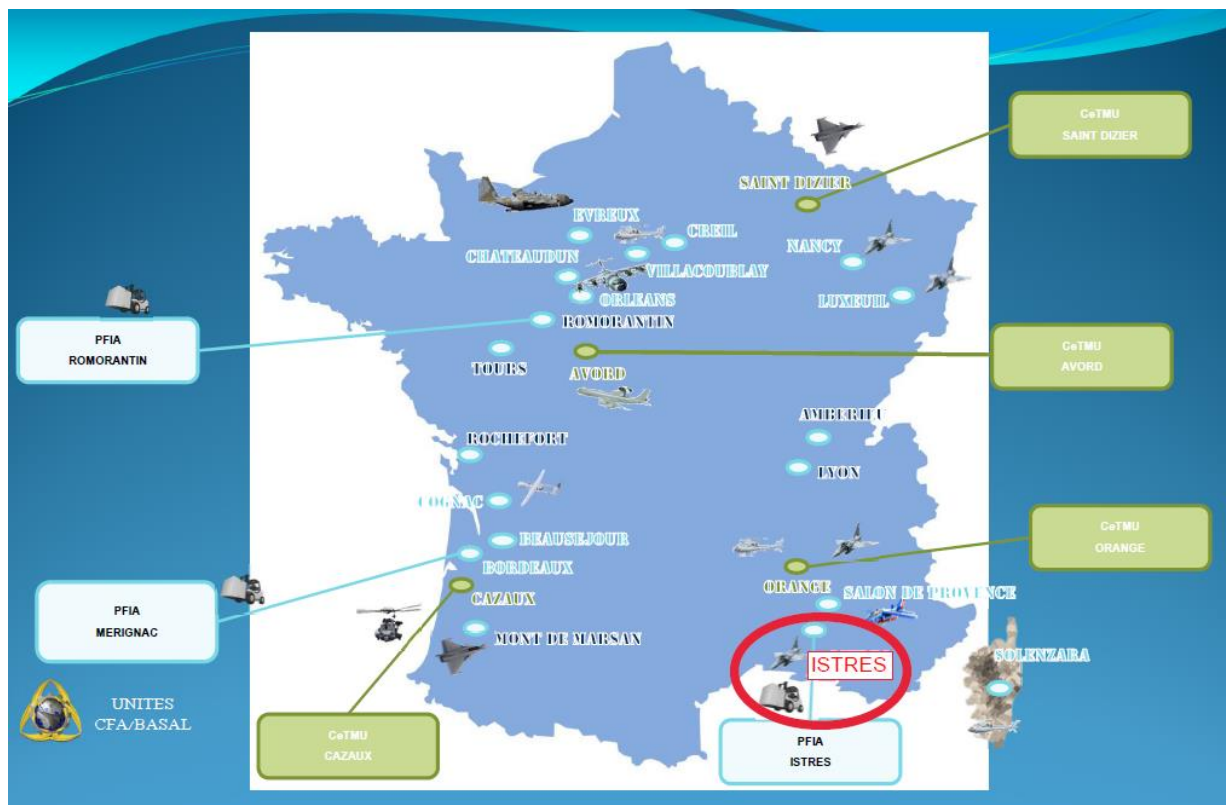 CeTMU
SAINT DIZIER
SAINT DIZIER
EVREUX
CREIL
NANCY
CHATEAUDUN
VILLACOUBLAY
ORLEANS
LUXEUIL
ROMORANTIN
PFIA
ROMORANTIN
CeTMU
AVORD
TOURS
AVORD
AMBERIEU
ROCHEFORT
LYON
COGNAC
CeTMU
ORANGE
BEAUSEJOUR
BORDEAUX
ORANGE
CAZAUX
SALON DE PROVENCE
PFIA
MERIGNAC
MONT DE MARSAN
ISTRES
SOLENZARA
UNITES
CFA/BASAL
CeTMU
CAZAUX
PFIA
ISTRES